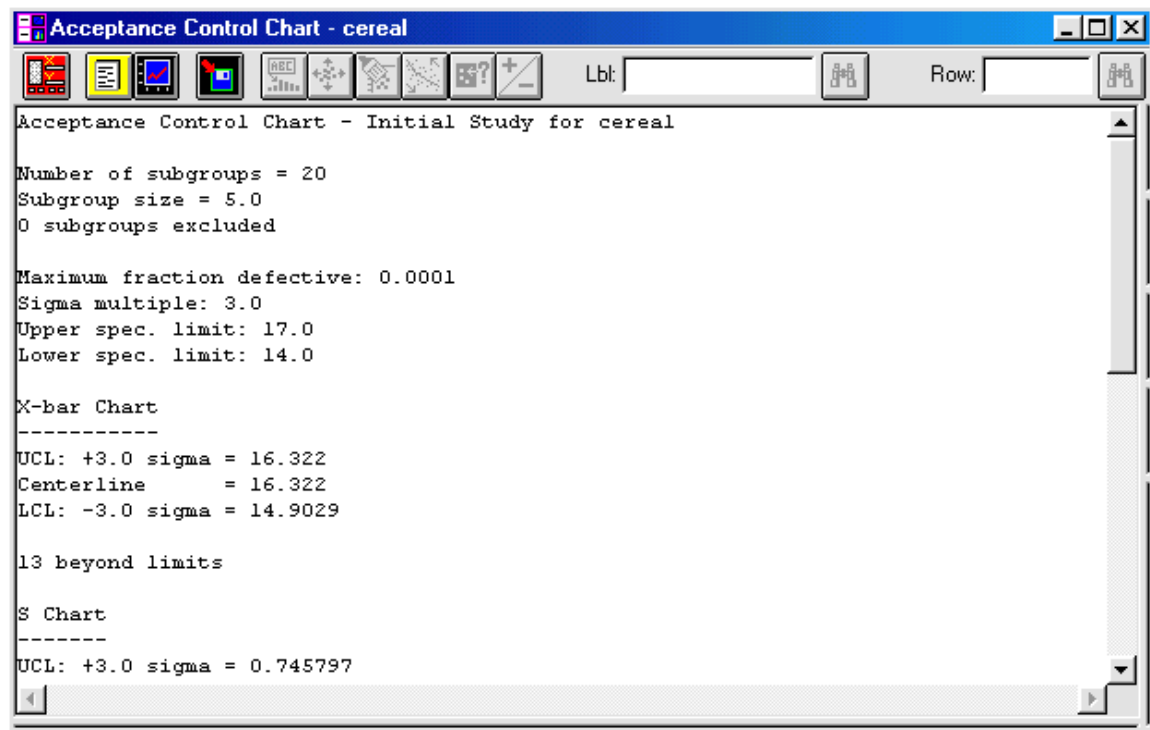 Acceptance Control Chart - cereal
Lbl: Row:
Acceptance Control Chart - Initial Study for cereal
Number of subgroups = 20
Subgroup size = 5.0
0 subgroups excluded
Maximum fraction defective: 0.0001
Sigma multiple: 3.0
Upper spec. limit: 17.0
Lower spec. limit: 14.0
X-bar Chart
-----------
UCL: +3.0 sigma = 16.322
Centerline      = 16.322
LCL: -3.0 sigma = 14.9029
13 beyond limits
S Chart
-------
UCL: +3.0 sigma = 0.745797